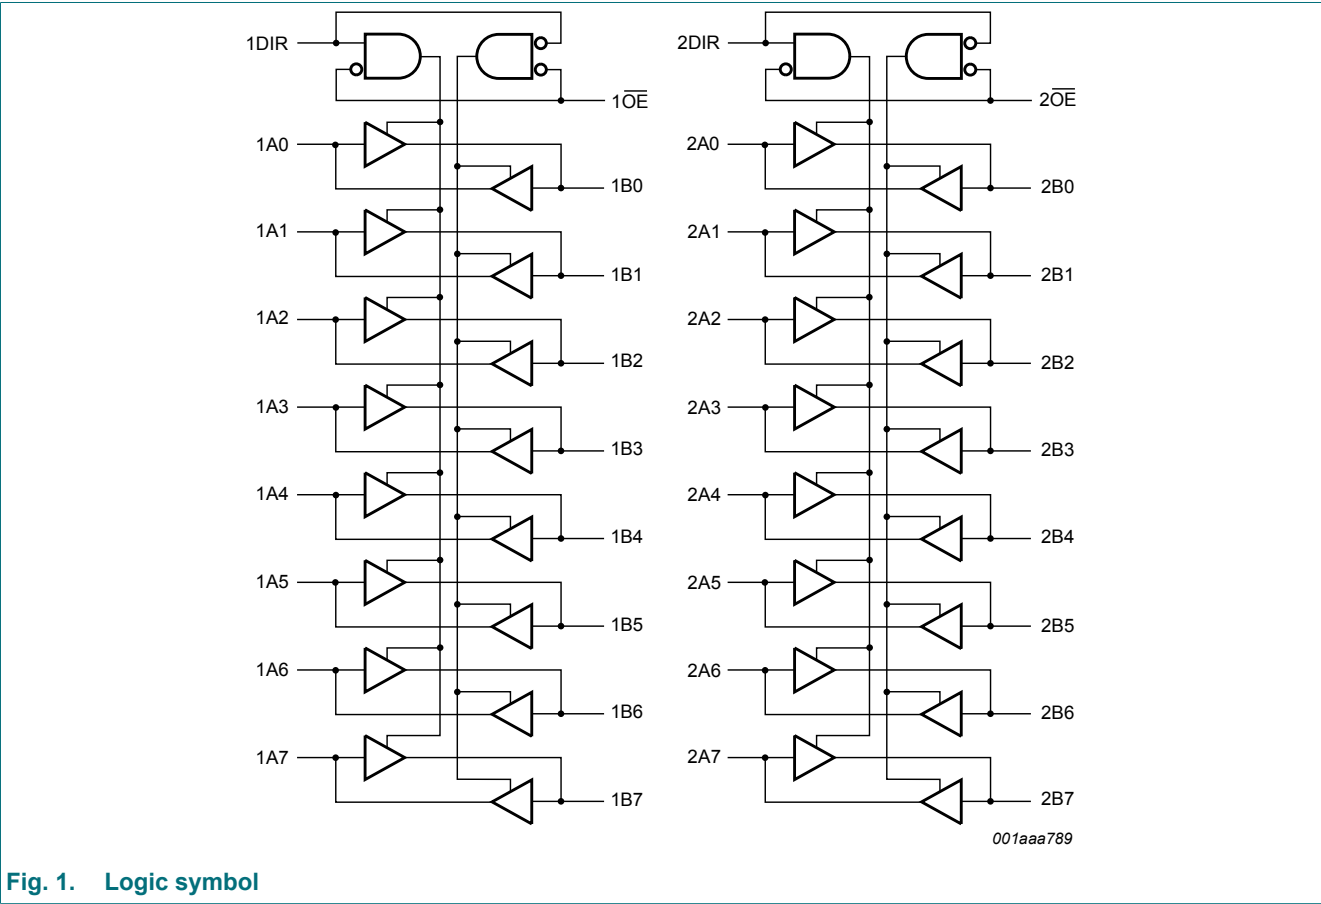 1DIR 2DIR
1O̅E̅ 2O̅E̅
1A0 2A0
1B0 2B0
1A1 2A1
1B1 2B1
1A2 2A2
1B2 2B2
1A3 2A3
1B3 2B3
1A4 2A4
1B4 2B4
1A5 2A5
1B5 2B5
1A6 2A6
1B6 2B6
1A7 2A7
1B7 2B7
001aaa789
Fig. 1. Logic symbol